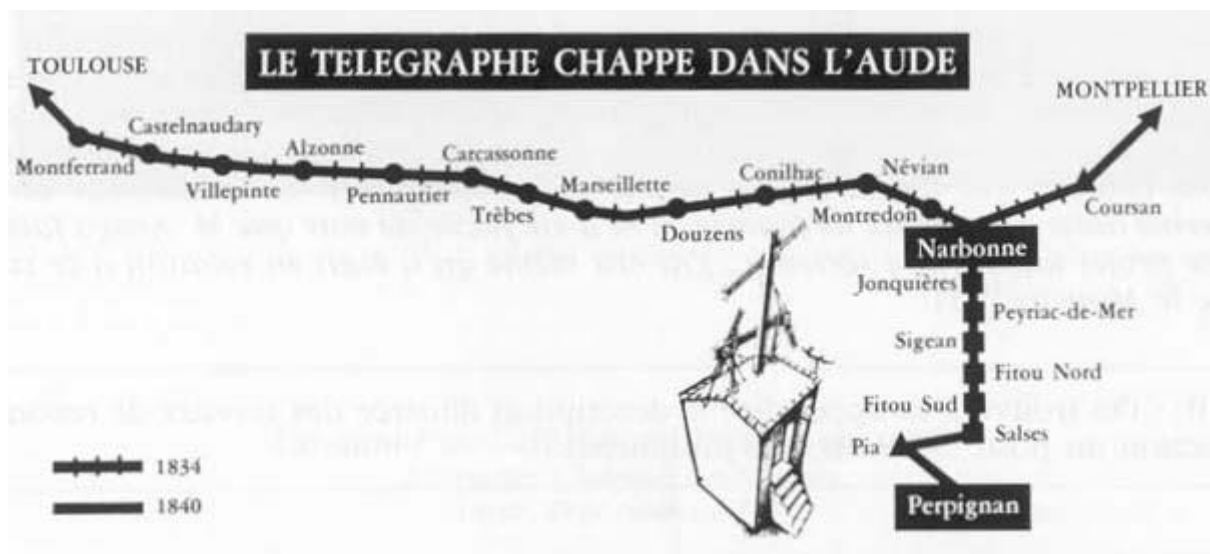 LE TELEGRAPHE CHAPPE DANS L'AUDE
TOULOUSE
MONTPELLIER
Castelnaudary
Montferrand
Alzonne
Villepinte
Carcassonne
Pennautier
Trèbes
Marseillette
Douzens
Conilhac
Névian
Montredon
Coursan
Narbonne
Jonquières
Peyriac-de-Mer
Sigean
Fitou Nord
Fitou Sud
Salses
Pia
Perpignan
1834
1840